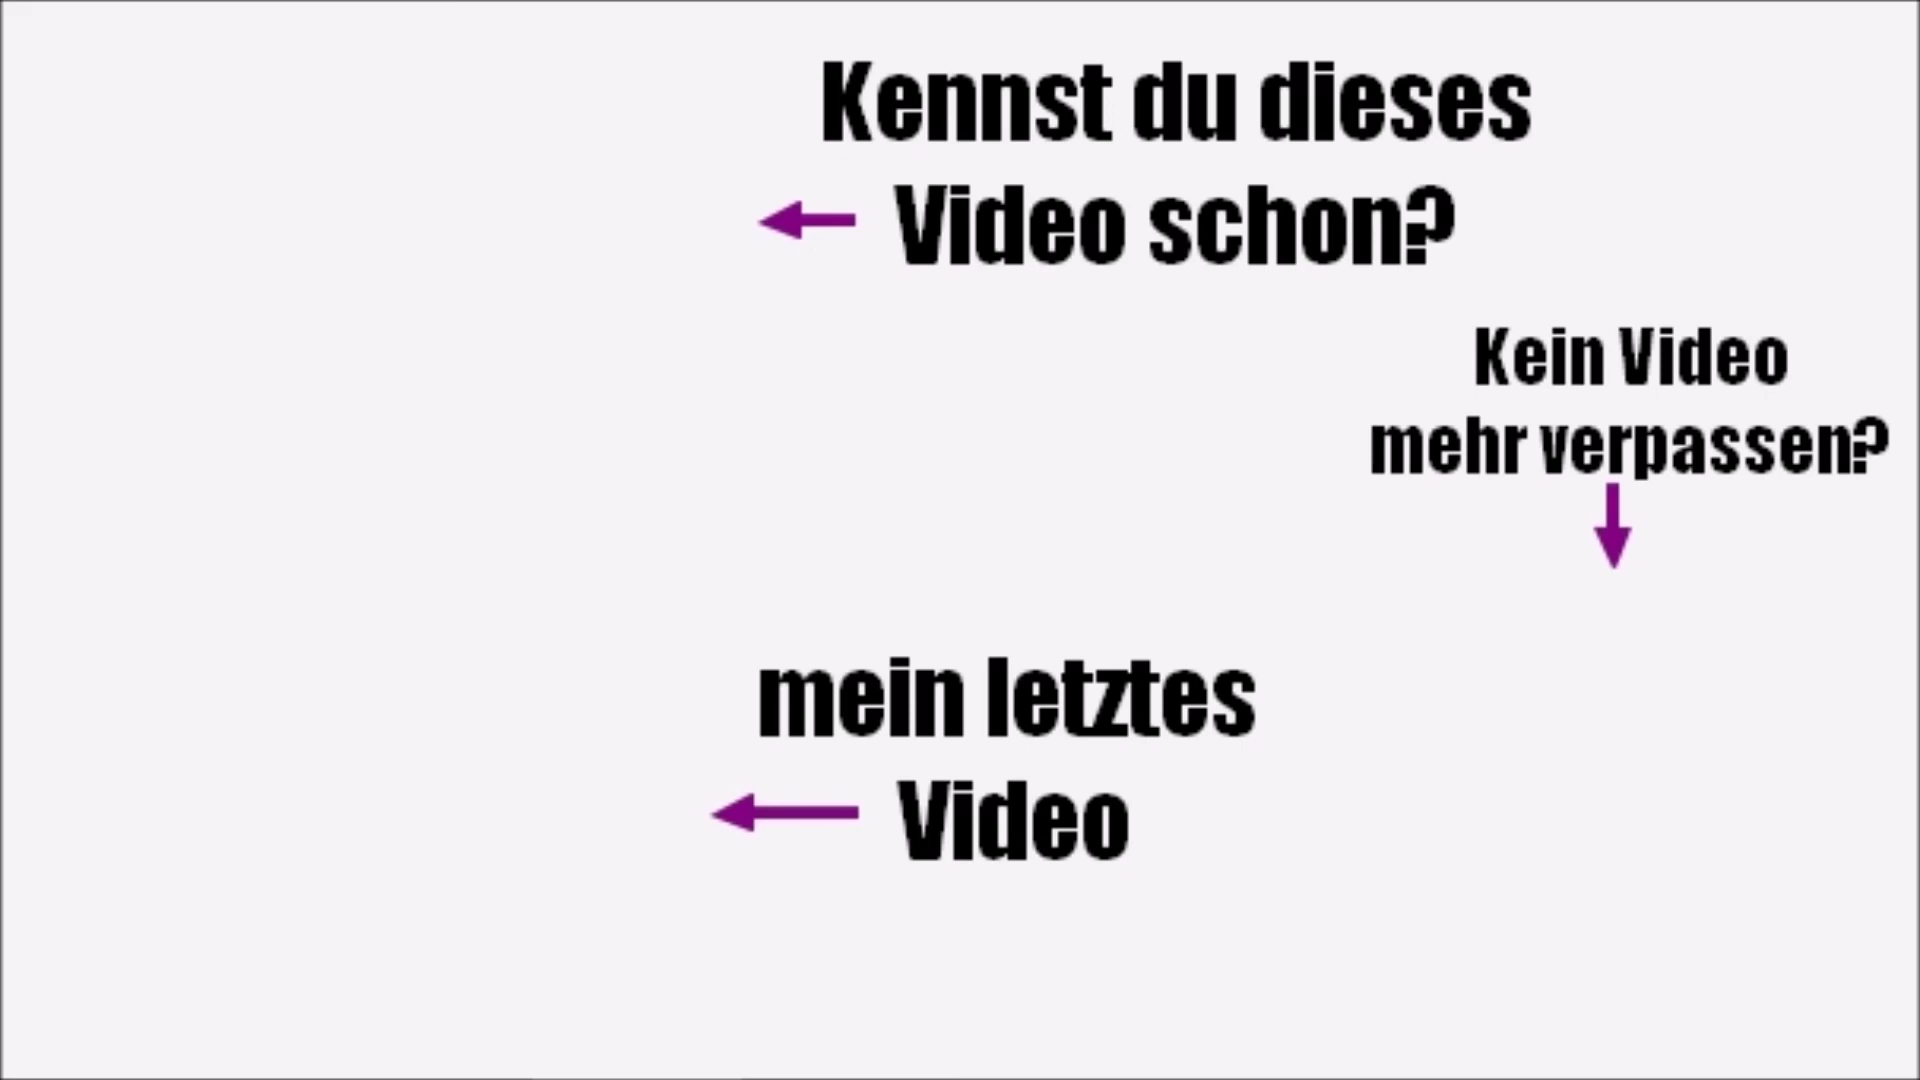 Kennst du dieses
Video schon?
Kein Video
mehr verpassen?
mein letztes
Video